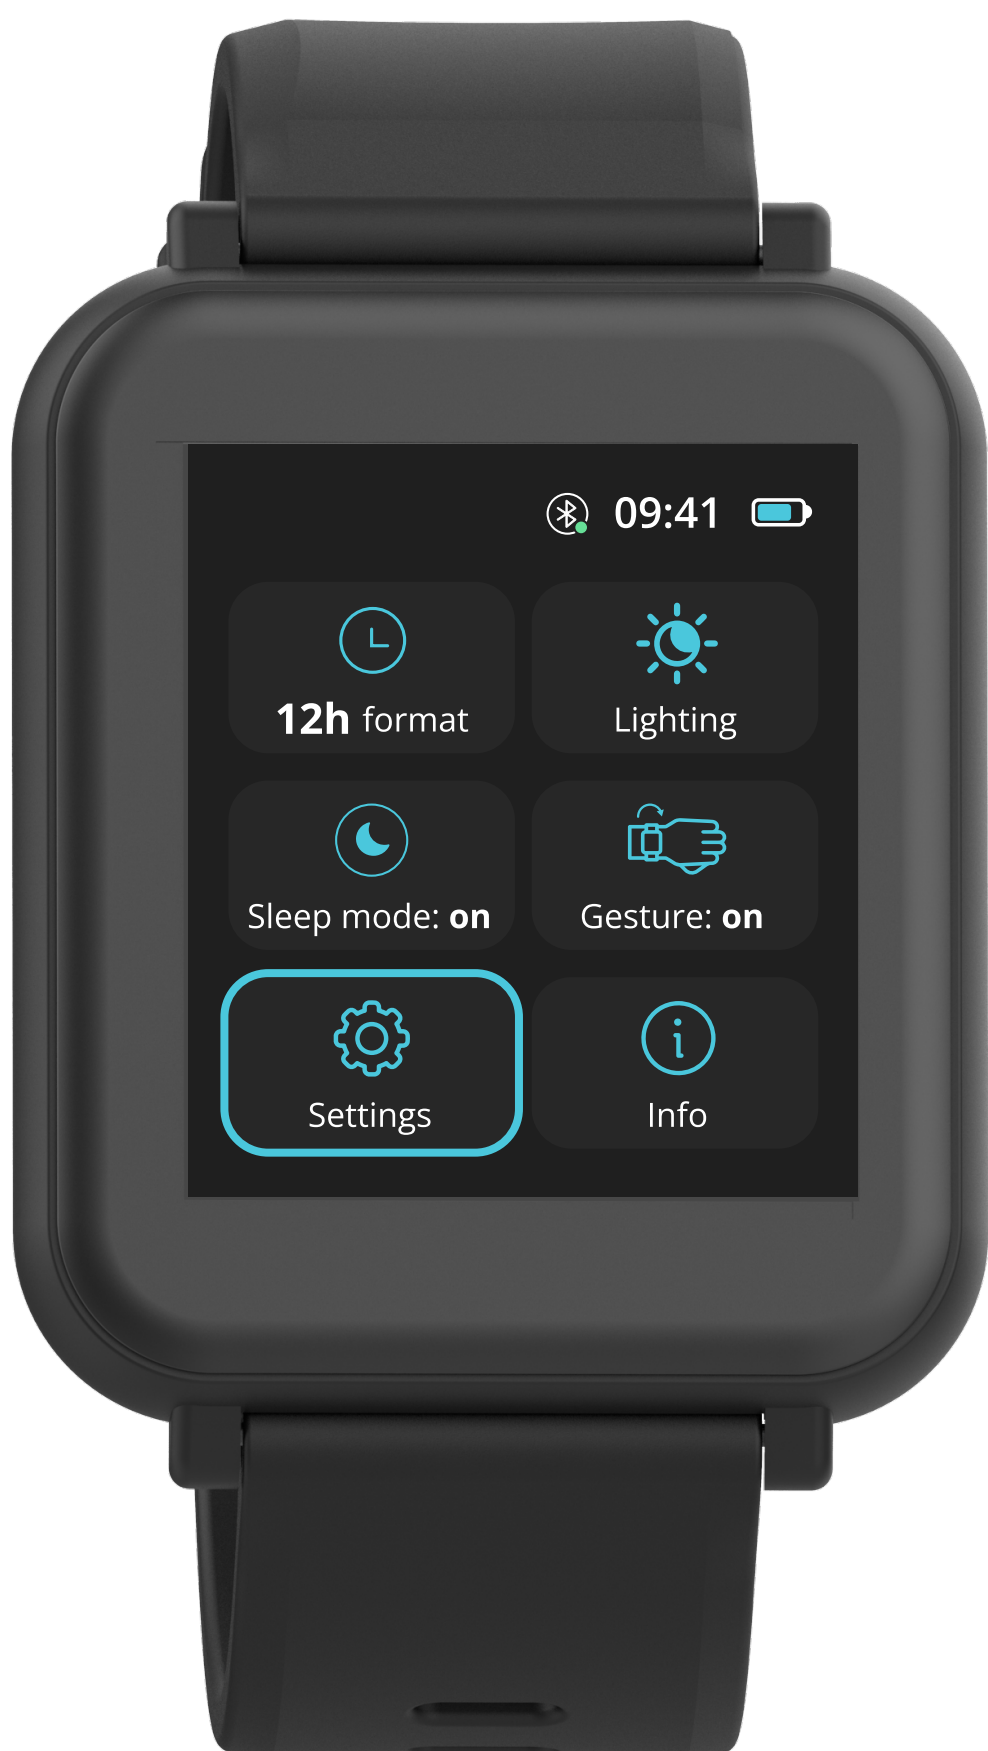 09:41
12h format
Lighting
Sleep mode: on
Gesture: on
Settings
Info